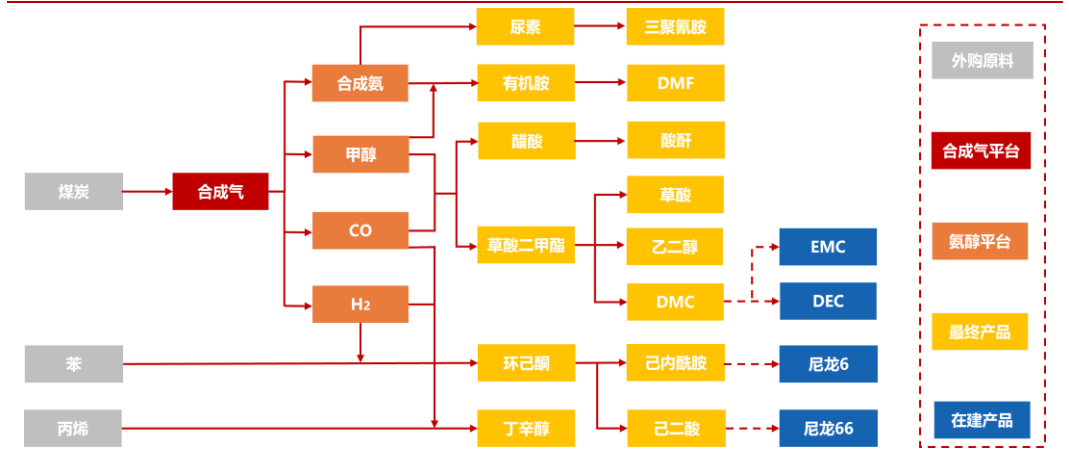 尿素
三聚氰胺
外购原料
合成氨
有机胺
DMF
甲醇
醋酸
酸酐
合成气平台
煤炭
合成气
草酸
CO
草酸二甲酯
乙二醇
EMC
氨醇平台
H2
DMC
DEC
最终产品
苯
环己酮
己内酰胺
尼龙6
丙烯
丁辛醇
己二酸
尼龙66
在建产品